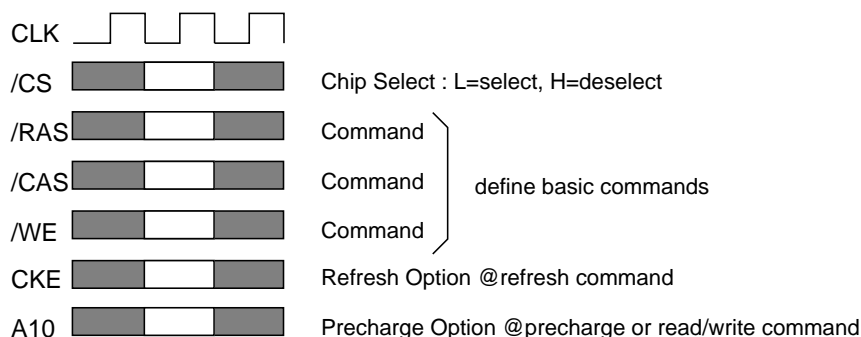 CLK
/CS Chip Select : L=select, H=deselect
/RAS Command
/CAS Command define basic commands
/WE Command
CKE Refresh Option @refresh command
A10 Precharge Option @precharge or read/write command